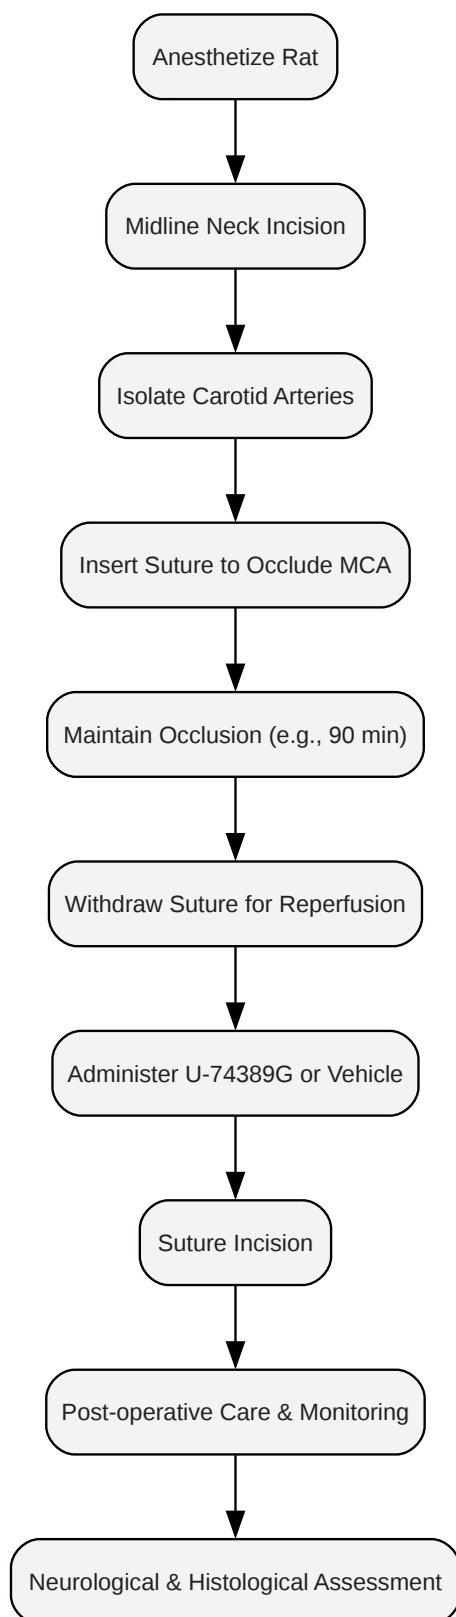 Anesthetize Rat
Midline Neck Incision
Isolate Carotid Arteries
Insert Suture to Occlude MCA
Maintain Occlusion (e.g., 90 min)
Withdraw Suture for Reperfusion
Administer U-74389G or Vehicle
Suture Incision
Post-operative Care & Monitoring
Neurological & Histological Assessment